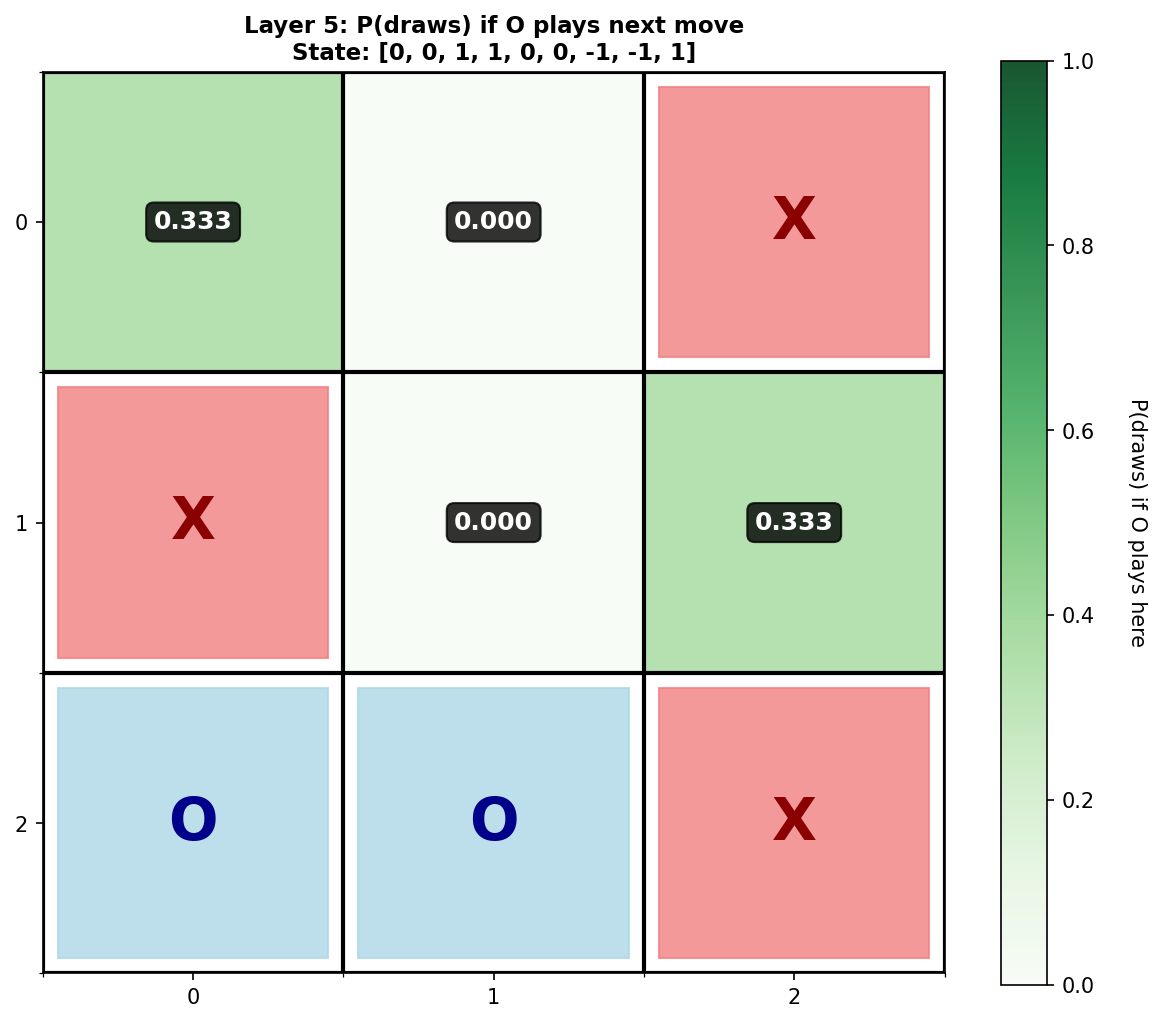 Layer 5: P(draws) if O plays next move
State: [0, 0, 1, 1, 0, 0, -1, -1, 1]
1.0
0.8
0.6
0.4
0.2
0.0
P(draws) if O plays here
0 0.333 0.000 X
1 X 0.000 0.333
2 O O X
0 1 2